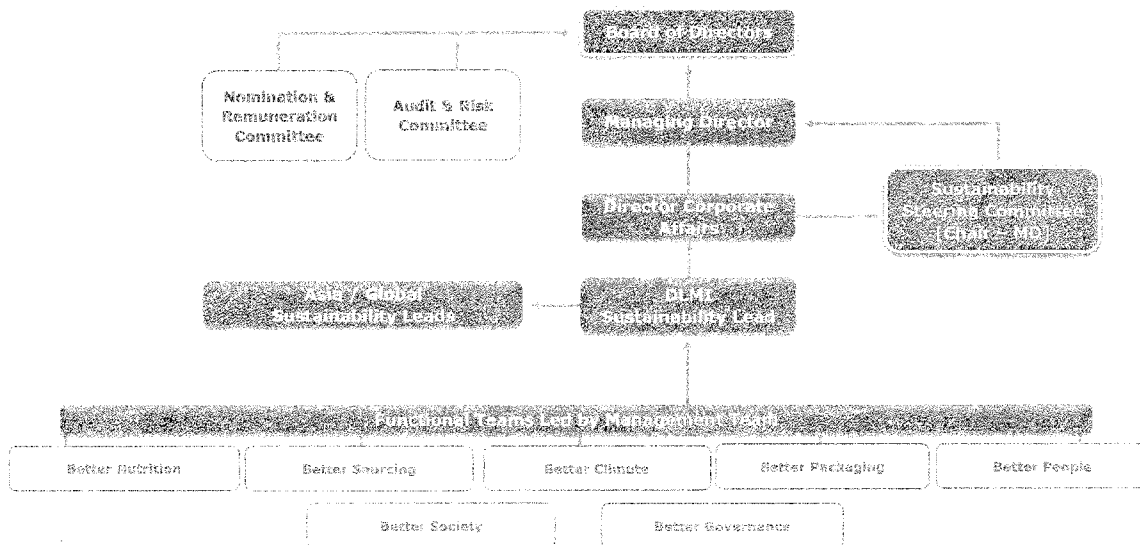 Board of Directors
Nomination &
Remuneration
Committee
Audit & Risk
Committee
Managing Director
Sustainability
Steering Committee
(Chair – MD)
Director Corporate
Affairs
Asia / Global
Sustainability Leads
DLMI
Sustainability Lead
Functional Teams Led by Management Team
Better Nutrition
Better Sourcing
Better Climate
Better Packaging
Better People
Better Society
Better Governance